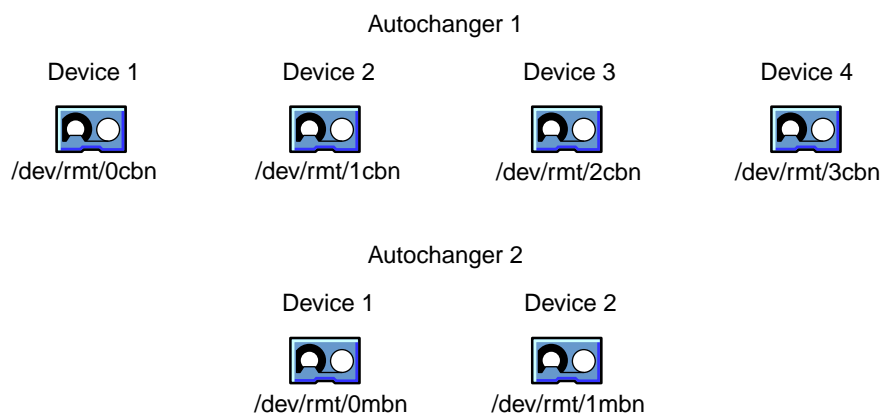 Autochanger 1
Device 1 Device 2 Device 3 Device 4
/dev/rmt/0cbn /dev/rmt/1cbn /dev/rmt/2cbn /dev/rmt/3cbn
Autochanger 2
Device 1 Device 2
/dev/rmt/0mbn /dev/rmt/1mbn